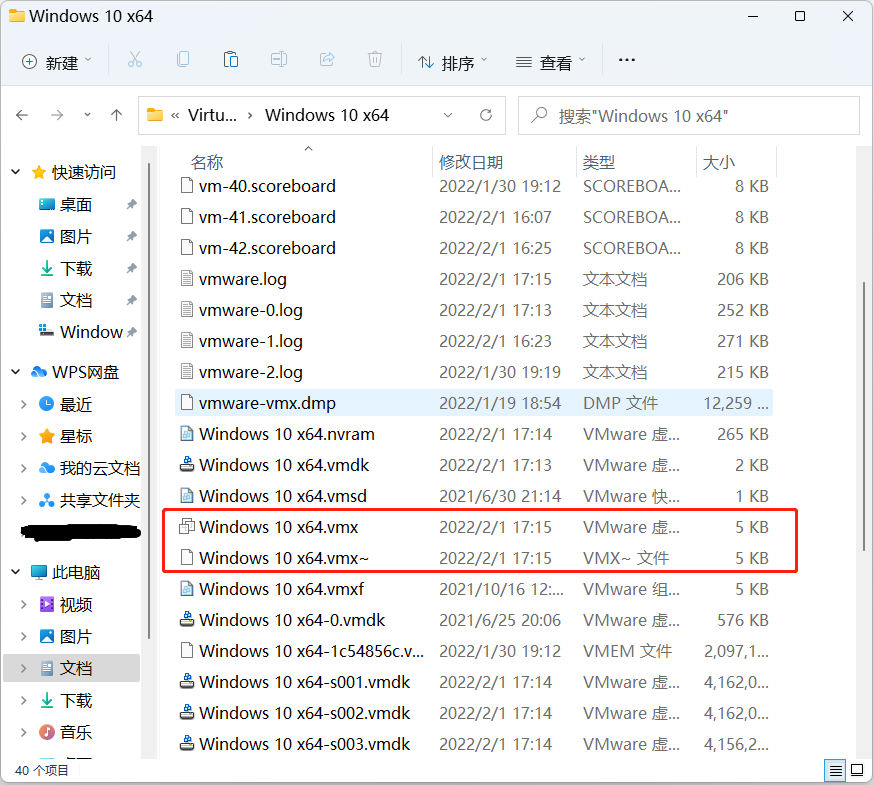 Windows 10 x64
新建 排序 查看 ···
« Virtu... › Windows 10 x64 搜索"Windows 10 x64"
快速访问
桌面
图片
下载
文档
Window
WPS网盘
最近
星标
我的云文档
共享文件夹
此电脑
视频
图片
文档
下载
音乐
名称 修改日期 类型 大小
vm-40.scoreboard 2022/1/30 19:12 SCOREBOA... 8 KB
vm-41.scoreboard 2022/2/1 16:07 SCOREBOA... 8 KB
vm-42.scoreboard 2022/2/1 16:25 SCOREBOA... 8 KB
vmware.log 2022/2/1 17:15 文本文档 206 KB
vmware-0.log 2022/2/1 17:13 文本文档 252 KB
vmware-1.log 2022/2/1 16:23 文本文档 271 KB
vmware-2.log 2022/1/30 19:19 文本文档 215 KB
vmware-vmx.dmp 2022/1/19 18:54 DMP 文件 12,259 ...
Windows 10 x64.nvram 2022/2/1 17:14 VMware 虚... 265 KB
Windows 10 x64.vmdk 2022/2/1 17:13 VMware 虚... 2 KB
Windows 10 x64.vmsd 2021/6/30 21:14 VMware 快... 1 KB
Windows 10 x64.vmx 2022/2/1 17:15 VMware 虚... 5 KB
Windows 10 x64.vmx~ 2022/2/1 17:15 VMX~ 文件 5 KB
Windows 10 x64.vmxf 2021/10/16 12:... VMware 组... 5 KB
Windows 10 x64-0.vmdk 2021/6/25 20:06 VMware 虚... 576 KB
Windows 10 x64-1c54856c.v... 2022/1/30 19:12 VMEM 文件 2,097,1...
Windows 10 x64-s001.vmdk 2022/2/1 17:14 VMware 虚... 4,162,0...
Windows 10 x64-s002.vmdk 2022/2/1 17:14 VMware 虚... 4,162,0...
Windows 10 x64-s003.vmdk 2022/2/1 17:14 VMware 虚... 4,156,2...
40 个项目